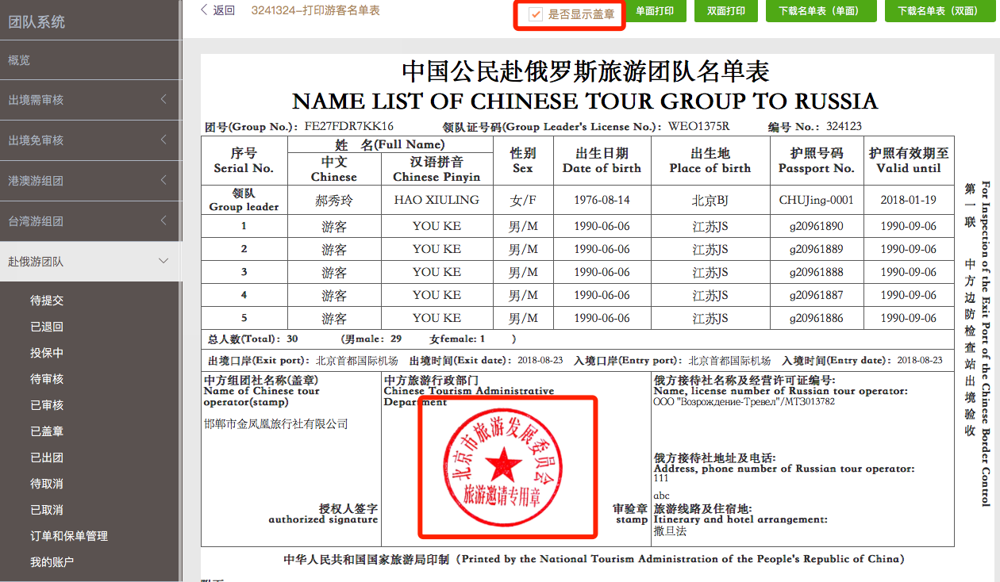 团队系统
概览
出境需审核
出境免审核
港澳游组团
台湾游组团
赴俄游团队
待提交
已退回
投保中
待审核
已审核
已盖章
已出团
待取消
已取消
订单和保单管理
我的账户
返回 3241324-打印游客名单表 是否显示盖章 单面打印 双面打印 下载名单表（单面） 下载名单表（双面）
中国公民赴俄罗斯旅游团队名单表
NAME LIST OF CHINESE TOUR GROUP TO RUSSIA
团号(Group No.): FE27FDR7KK16 领队证号码(Group Leader's License No.): WEO1375R 编号 No.: 324123
序号 Serial No. 姓 名(Full Name) 性别 Sex 出生日期 Date of birth 出生地 Place of birth 护照号码 Passport No. 护照有效期至 Valid until
中文 Chinese 汉语拼音 Chinese Pinyin
领队 Group leader 郝秀玲 HAO XIULING 女/F 1976-08-14 北京BJ CHUJing-0001 2018-01-19
1 游客 YOU KE 男/M 1990-06-06 江苏JS g20961890 1990-09-06
2 游客 YOU KE 男/M 1990-06-06 江苏JS g20961889 1990-09-06
3 游客 YOU KE 男/M 1990-06-06 江苏JS g20961888 1990-09-06
4 游客 YOU KE 男/M 1990-06-06 江苏JS g20961887 1990-09-06
5 游客 YOU KE 男/M 1990-06-06 江苏JS g20961886 1990-09-06
总人数(Total): 30 (男male: 29 女female: 1 )
出境口岸(Exit port): 北京首都国际机场 出境时间(Exit date): 2018-08-23 入境口岸(Entry port): 北京首都国际机场 入境时间(Entry date): 2018-08-23
中方组团社名称(盖章)
Name of Chinese tour
operator(stamp)
邯郸市金凤凰旅行社有限公司
授权人签字
authorized signature
中方旅游行政部门
Chinese Tourism Administrative
Department
北京市旅游发展委员会
旅游邀请专用章
审验章
stamp
俄方接待社名称及经营许可证编号:
Name, license number of Russian tour operator:
ООО "Возрождение-Тревел"/МТ3013782
俄方接待社地址及电话:
Address, phone number of Russian tour operator:
111
abc
旅游线路及住宿地:
Itinerary and hotel arrangement:
撒旦法
中华人民共和国国家旅游局印制（Printed by the National Tourism Administration of the People's Republic of China）
第一联 中方边防检查站出境验收
For Inspection of the Exit Port of the Chinese Border Control